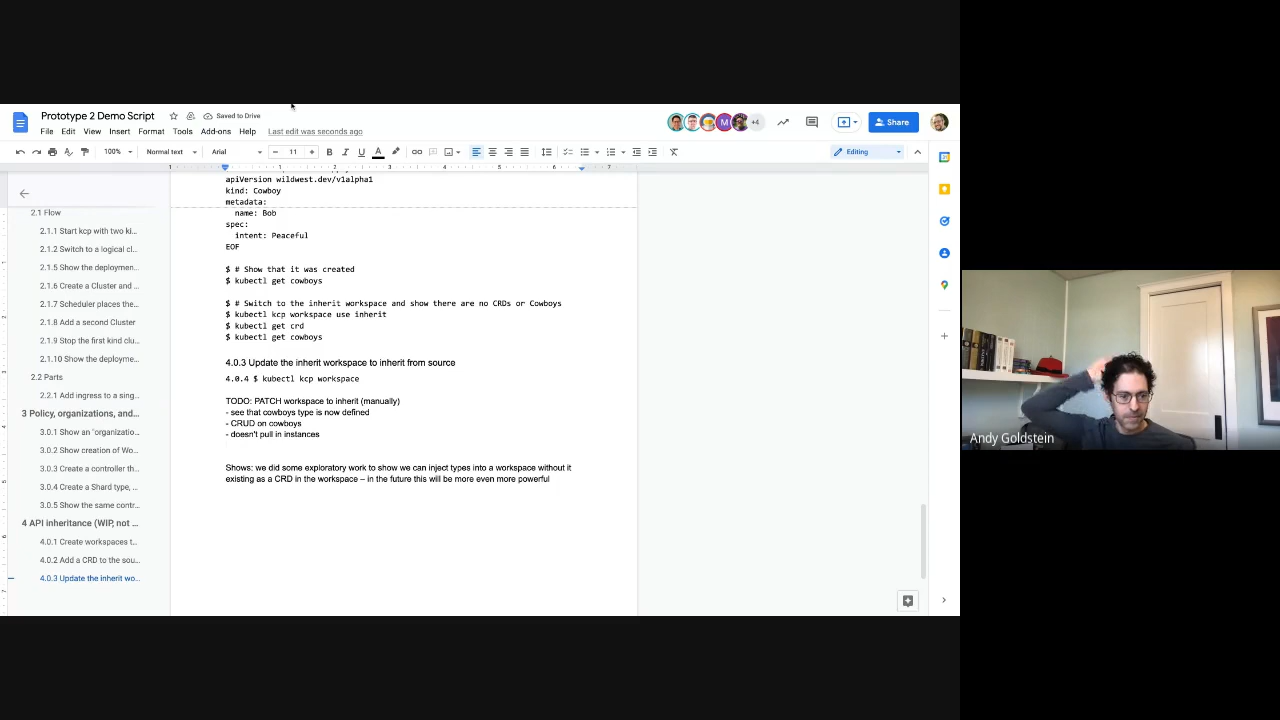 Prototype 2 Demo Script
Saved to Drive
File Edit View Insert Format Tools Add-ons Help Last edit was seconds ago
M +4
Share
100% Normal text Arial 11 Editing
1 1 2 3 4 5 6 7
2.1 Flow
2.1.1 Start kcp with two ki...
2.1.2 Switch to a logical cl...
2.1.5 Show the deploymen...
2.1.6 Create a Cluster and ...
2.1.7 Scheduler places the...
2.1.8 Add a second Cluster
2.1.9 Stop the first kind clu...
2.1.10 Show the deployme...
2.2 Parts
2.2.1 Add ingress to a sing...
3 Policy, organizations, and...
3.0.1 Show an "organizatio...
3.0.2 Show creation of Wo...
3.0.3 Create a controller th...
3.0.4 Create a Shard type, ...
3.0.5 Show the same contr...
4 API inheritance (WIP, not ...
4.0.1 Create workspaces t...
4.0.2 Add a CRD to the sou...
4.0.3 Update the inherit wo...
apiVersion wildwest.dev/v1alpha1
kind: Cowboy
metadata:
name: Bob
spec:
intent: Peaceful
EOF
$ # Show that it was created
$ kubectl get cowboys
$ # Switch to the inherit workspace and show there are no CRDs or Cowboys
$ kubectl kcp workspace use inherit
$ kubectl get crd
$ kubectl get cowboys
4.0.3 Update the inherit workspace to inherit from source
4.0.4 $ kubectl kcp workspace
TODO: PATCH workspace to inherit (manually)
- see that cowboys type is now defined
- CRUD on cowboys
- doesn't pull in instances
Shows: we did some exploratory work to show we can inject types into a workspace without it
existing as a CRD in the workspace – in the future this will be more even more powerful
Andy Goldstein